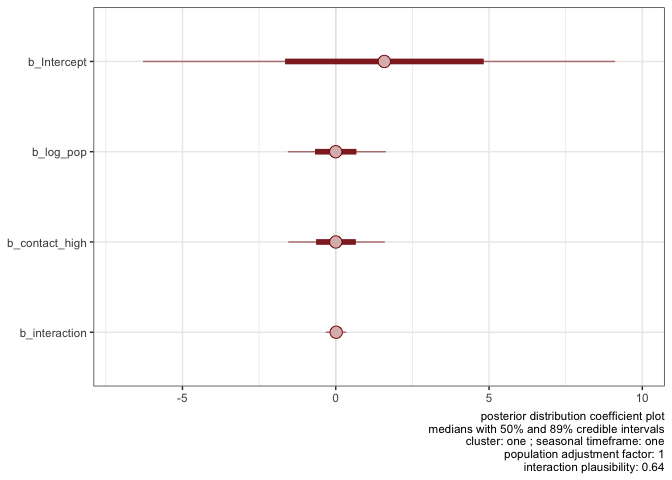 b_Intercept
b_log_pop
b_contact_high
b_interaction
-5 0 5 10
posterior distribution coefficient plot
medians with 50% and 89% credible intervals
cluster: one ; seasonal timeframe: one
population adjustment factor: 1
interaction plausibility: 0.64